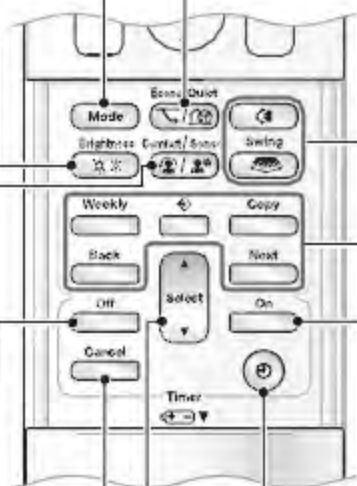 Econo Quiet
Mode
Brightness Comfort/Sensor
Swing
Weekly
Copy
Back
Next
Select
Off
On
Cancel
Timer